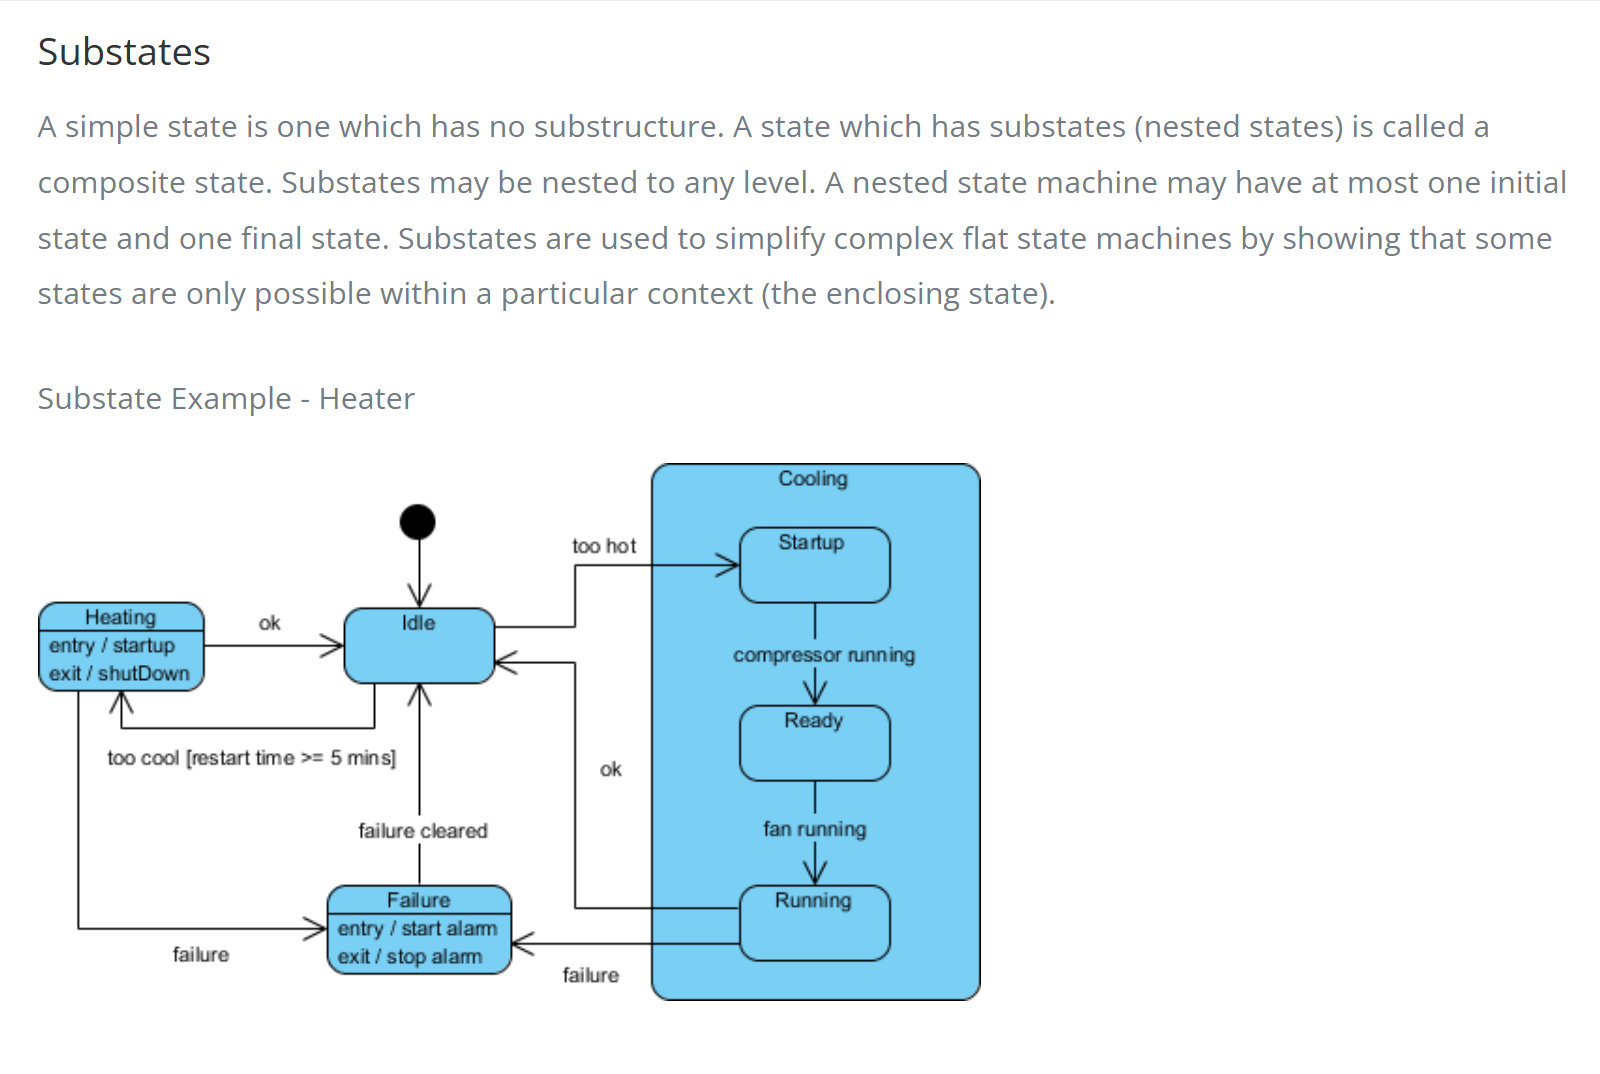 Substates
A simple state is one which has no substructure. A state which has substates (nested states) is called a
composite state. Substates may be nested to any level. A nested state machine may have at most one initial
state and one final state. Substates are used to simplify complex flat state machines by showing that some
states are only possible within a particular context (the enclosing state).
Substate Example - Heater
Cooling
Startup
too hot
Heating
entry / startup
exit / shutDown
ok
Idle
compressor running
Ready
too cool [restart time >= 5 mins]
ok
failure cleared
fan running
Failure
entry / start alarm
exit / stop alarm
Running
failure
failure